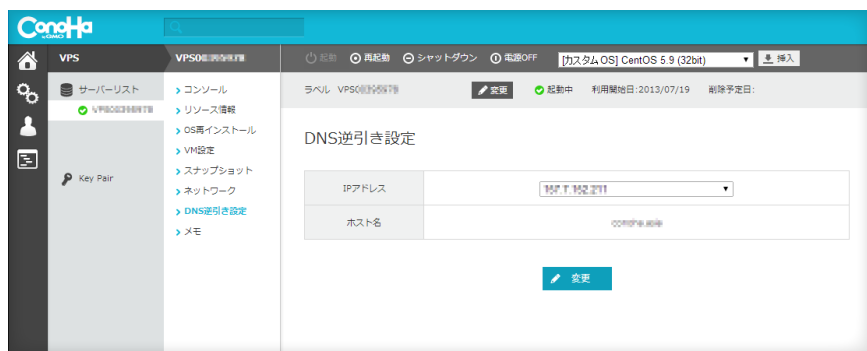 ConoHa
by GMO
VPS
VPS0
起動
再起動
シャットダウン
電源OFF
[カスタムOS] CentOS 5.9 (32bit)
挿入
サーバーリスト
コンソール
リソース情報
OS再インストール
VM設定
スナップショット
ネットワーク
DNS逆引き設定
メモ
Key Pair
ラベル VPS0
変更
起動中
利用開始日:2013/07/19
削除予定日:
DNS逆引き設定
IPアドレス
ホスト名
変更